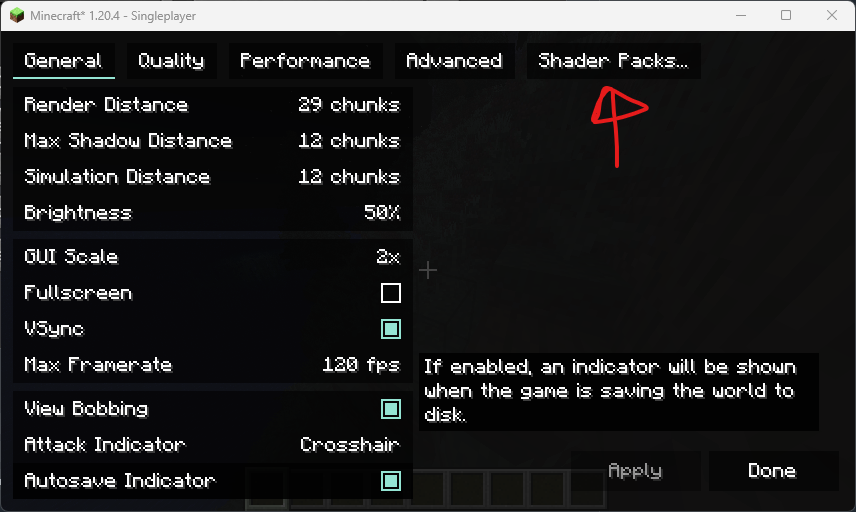 Minecraft* 1.20.4 - Singleplayer
General Quality Performance Advanced Shader Packs...
Render Distance 29 chunks
Max Shadow Distance 12 chunks
Simulation Distance 12 chunks
Brightness 50%
GUI Scale 2x
Fullscreen
VSync
Max Framerate 120 fps
View Bobbing
Attack Indicator Crosshair
Autosave Indicator
If enabled, an indicator will be shown
when the game is saving the world to
disk.
Apply Done